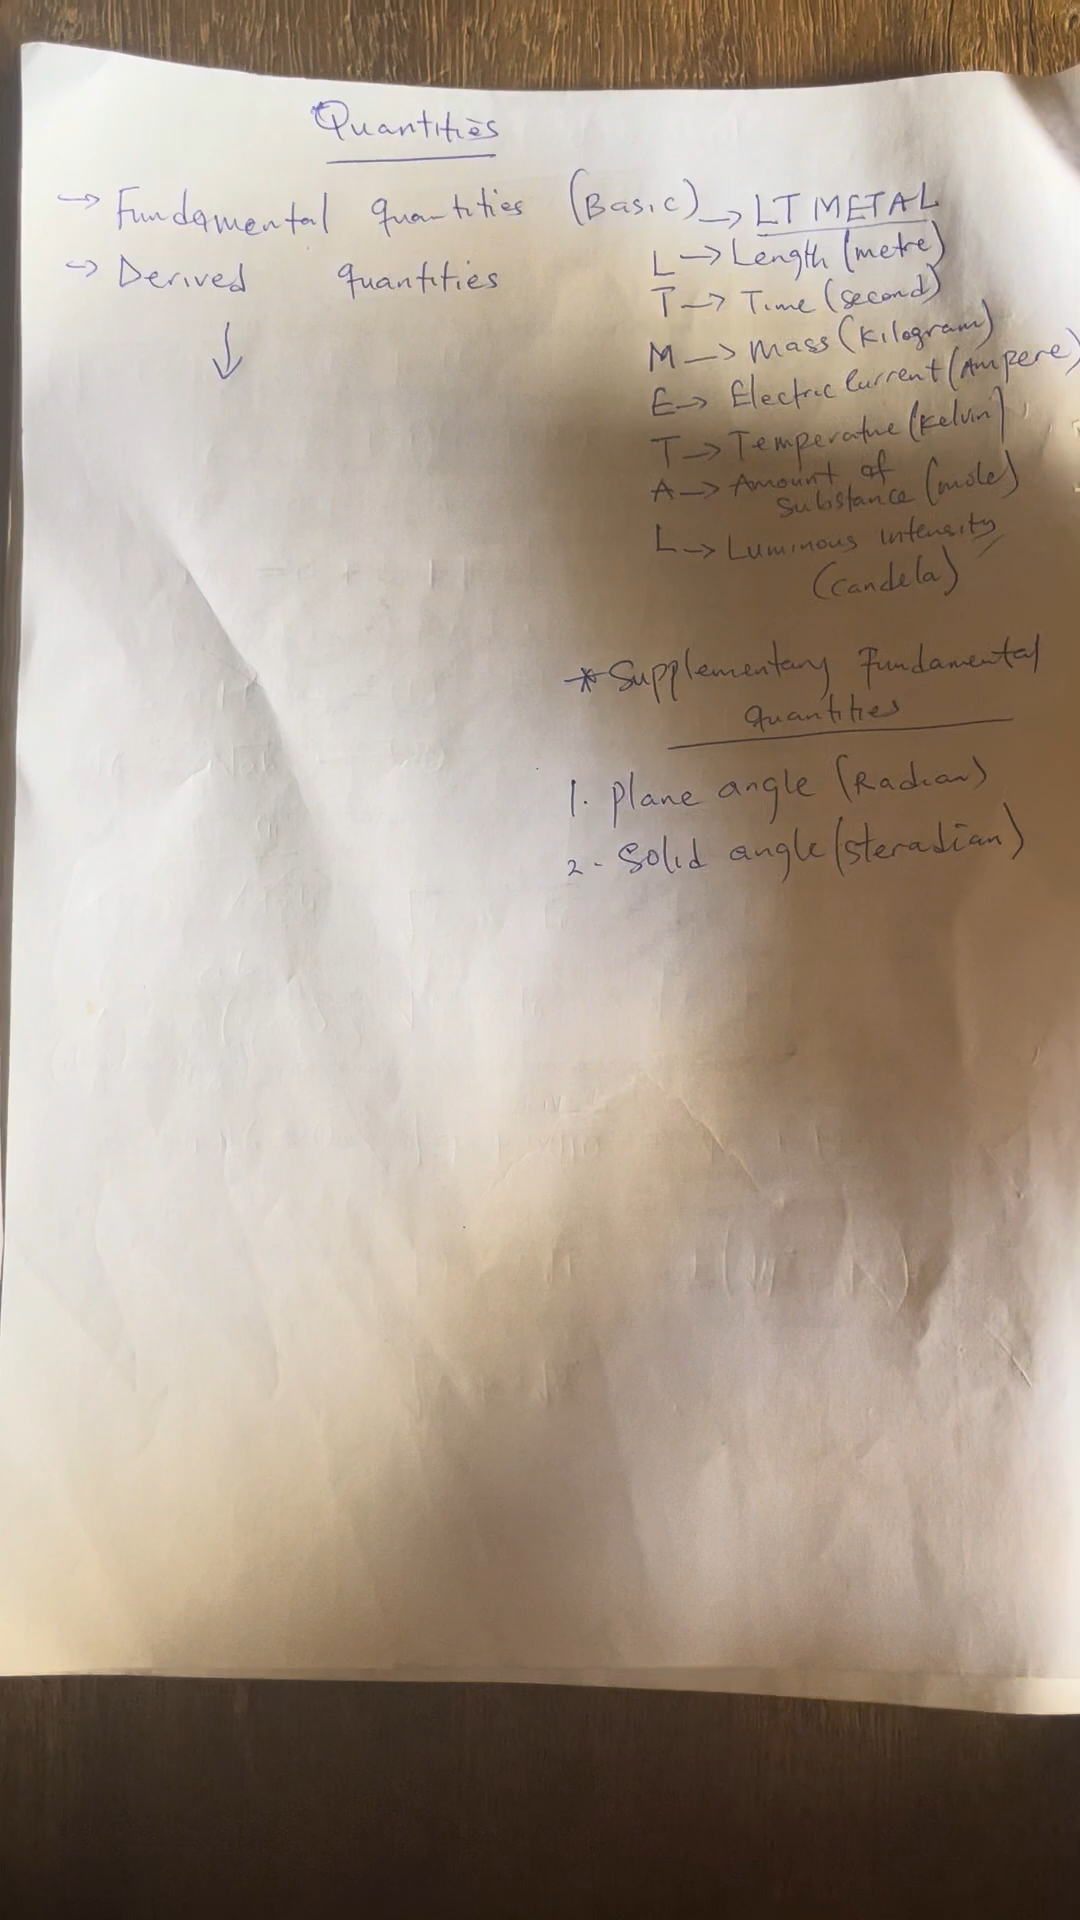 Quantities
→ Fundamental quantities (Basic) → LT METAL
→ Derived quantities
↓
L → Length (metre)
T → Time (second)
M → Mass (Kilogram)
E → Electric Current (Ampere)
T → Temperature (Kelvin)
A → Amount of
Substance (mole)
L → Luminous intensity
(Candela)
* Supplementary Fundamental
quantities
1. Plane angle (Radian)
2. Solid angle (steradian)